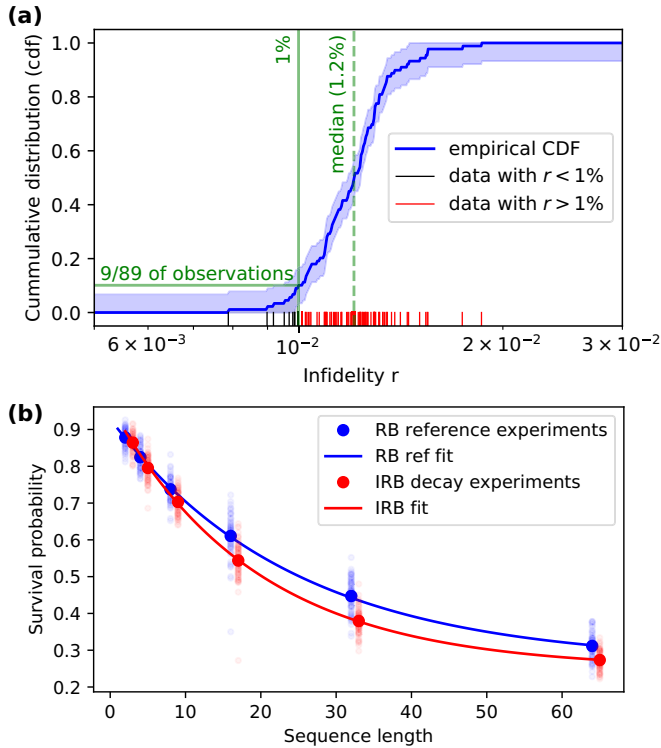 (a)
1.0
0.8
0.6
0.4
0.2
0.0
Cummulative distribution (cdf)
1%
median (1.2%)
empirical CDF
data with r < 1%
data with r > 1%
9/89 of observations
6 × 10⁻³
10⁻²
2 × 10⁻²
3 × 10⁻²
Infidelity r
(b)
0.9
0.8
0.7
0.6
0.5
0.4
0.3
0.2
Survival probability
RB reference experiments
RB ref fit
IRB decay experiments
IRB fit
0
10
20
30
40
50
60
Sequence length